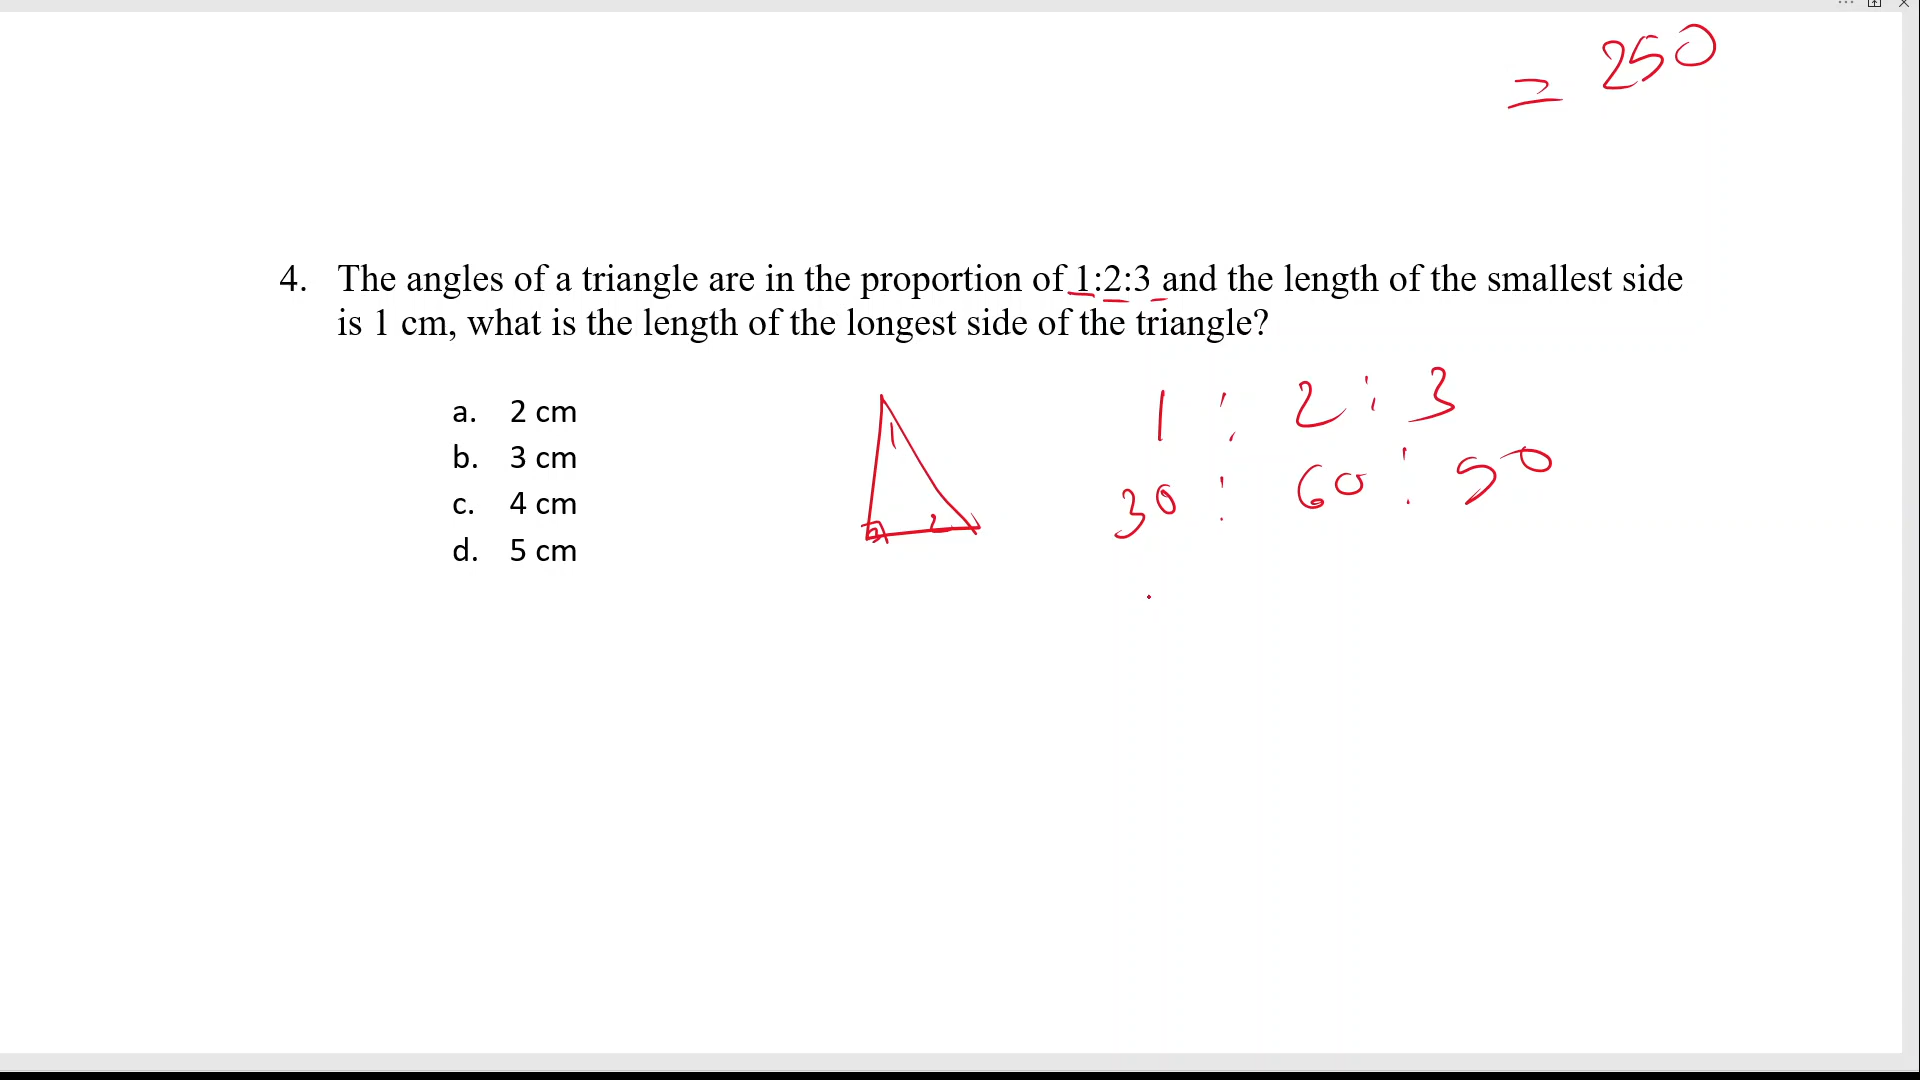 = 250
4. The angles of a triangle are in the proportion of 1:2:3 and the length of the smallest side
is 1 cm, what is the length of the longest side of the triangle?
a. 2 cm
b. 3 cm
c. 4 cm
d. 5 cm
1
2
1 : 2 : 3
30 : 60 : 90